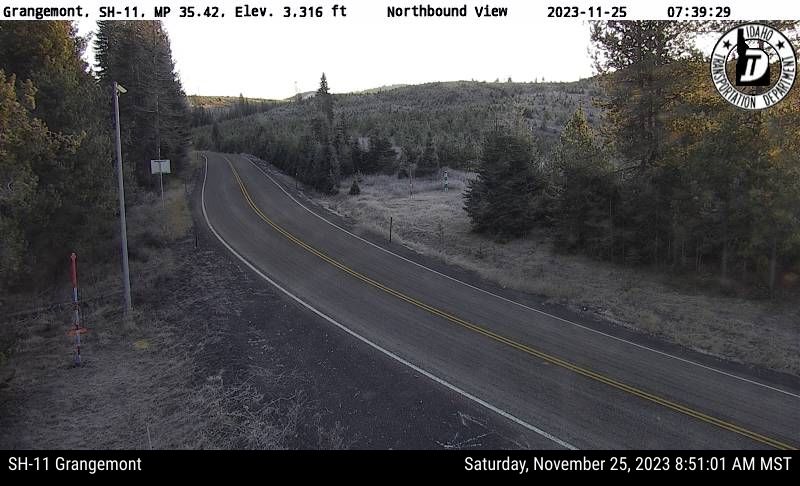 Grangemont, SH-11, MP 35.42, Elev. 3,316 ft Northbound View 2023-11-25 07:39:29
IDAHO
TRANSPORTATION DEPARTMENT
SH-11 Grangemont Saturday, November 25, 2023 8:51:01 AM MST